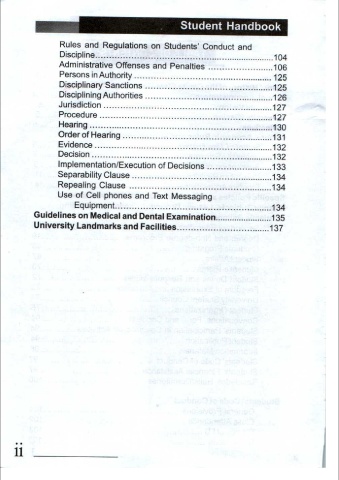 Student Handbook
Rules and Regulations on Students' Conduct and
Discipline..........104
Administrative Offenses and Penalties ..........106
Persons in Authority .......... 125
Disciplinary Sanctions ..........125
Disciplining Authorities ..........126
Jurisdiction ..........127
Procedure ..........127
Hearing ..........130
Order of Hearing ..........131
Evidence ..........132
Decision ..........132
Implementation/Execution of Decisions ..........133
Separability Clause ..........134
Repealing Clause ..........134
Use of Cell phones and Text Messaging
Equipment..........134
Guidelines on Medical and Dental Examination..........135
University Landmarks and Facilities..........137
ii